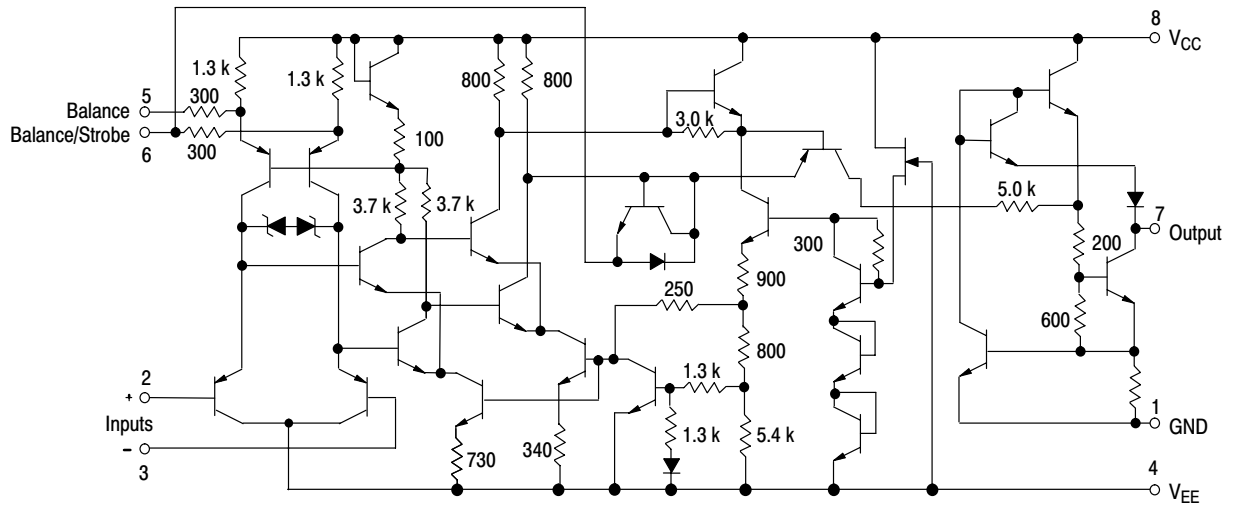 8
V_CC
1.3 k
1.3 k
800
800
300
Balance
5
Balance/Strobe
6
300
100
3.0 k
3.7 k
3.7 k
5.0 k
7
Output
300
200
900
250
600
800
2
+
Inputs
-
3
1.3 k
1.3 k
5.4 k
340
730
1
GND
4
V_EE